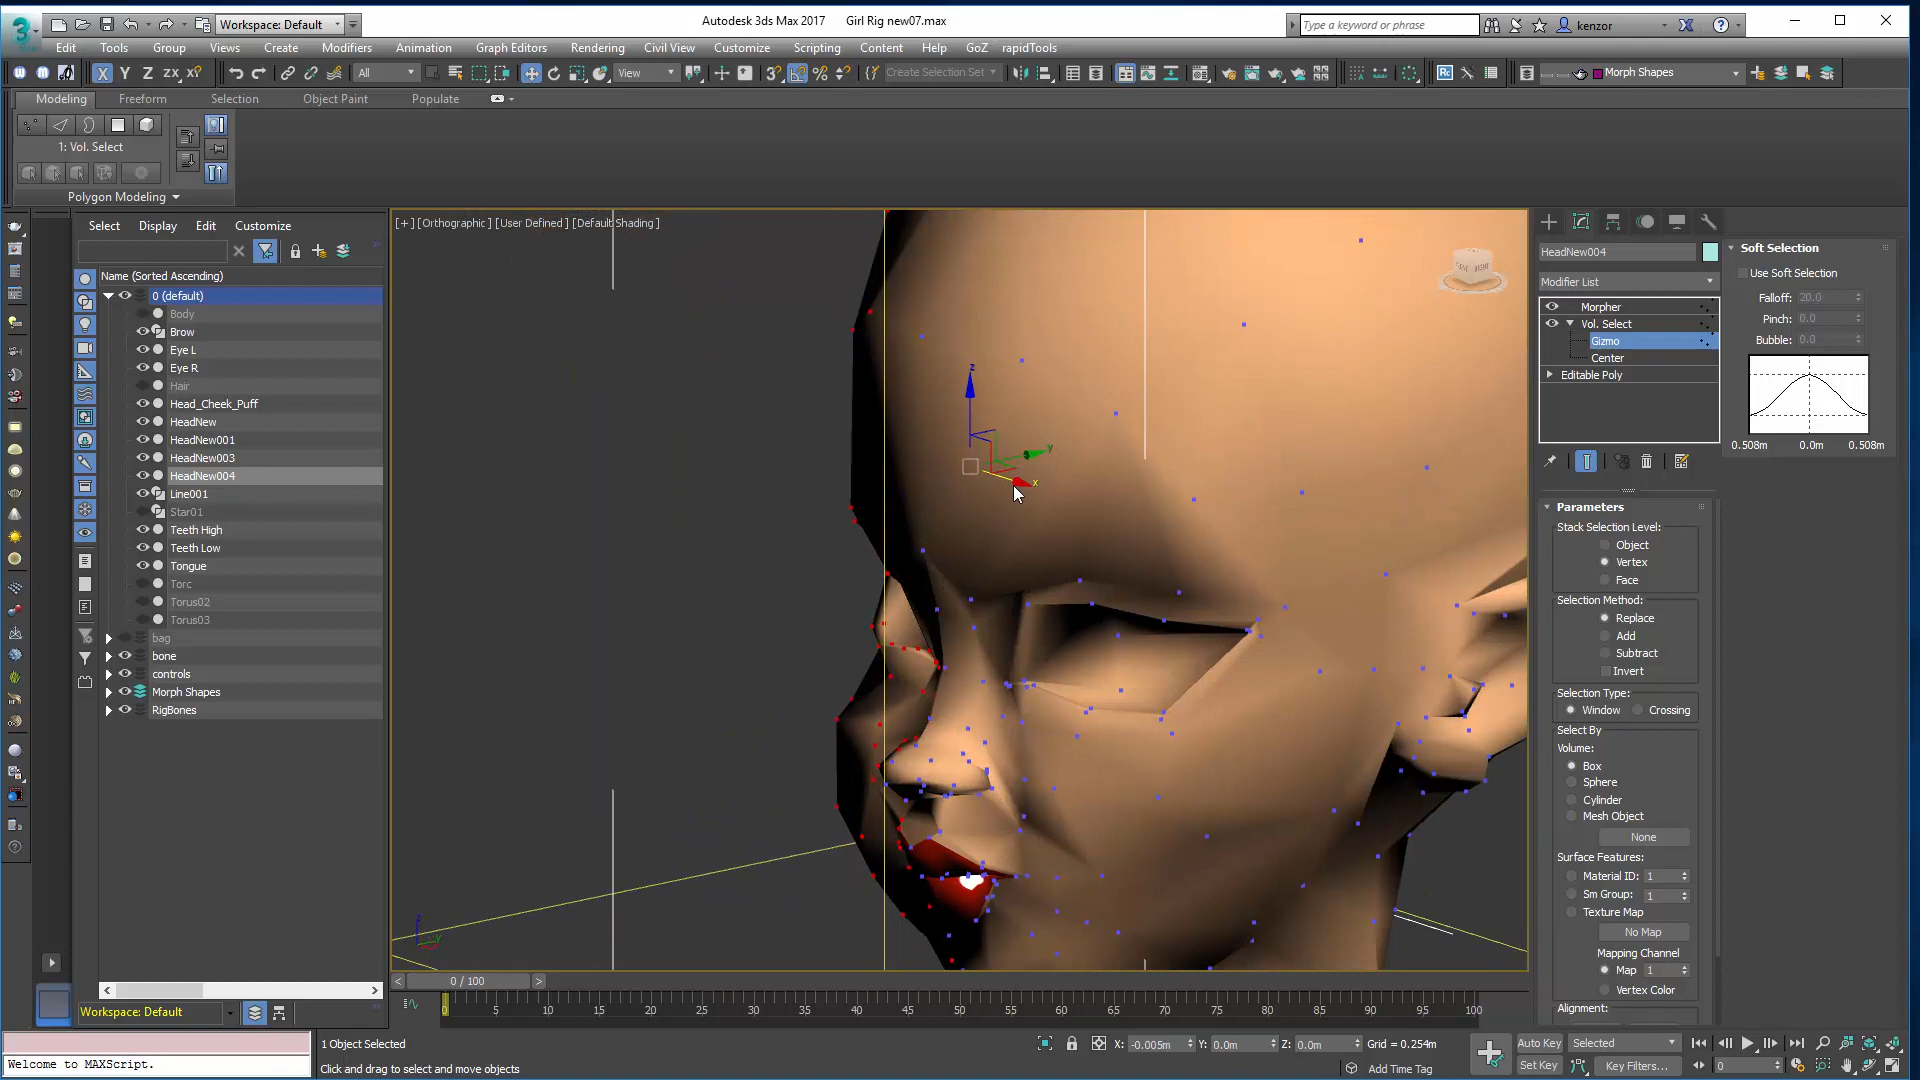 Workspace: Default
Autodesk 3ds Max 2017    Girl Rig new07.max
Type a keyword or phrase
kenzor
Edit Tools Group Views Create Modifiers Animation Graph Editors Rendering Civil View Customize Scripting Content Help GoZ rapidTools
X Y Z ZX XY All View Create Selection Set Morph Shapes
Modeling Freeform Selection Object Paint Populate
1: Vol. Select
Polygon Modeling
Select Display Edit Customize
Name (Sorted Ascending)
0 (default)
Body
Brow
Eye L
Eye R
Hair
Head_Cheek_Puff
HeadNew
HeadNew001
HeadNew003
HeadNew004
Line001
Star01
Teeth High
Teeth Low
Tongue
Torc
Torus02
Torus03
bag
bone
controls
Morph Shapes
RigBones
Workspace: Default
Welcome to MAXScript.
[+] [Orthographic] [User Defined] [Default Shading]
z
y
x
0 / 100
0 5 10 15 20 25 30 35 40 45 50 55 60 65 70 75 80 85 90 95 100
1 Object Selected
Click and drag to select and move objects
X: -0.005m Y: 0.0m Z: 0.0m Grid = 0.254m
Add Time Tag
Auto Key Selected
Set Key Key Filters... 0
HeadNew004
Modifier List
Morpher
Vol. Select
Gizmo
Center
Editable Poly
Parameters
Stack Selection Level:
Object
Vertex
Face
Selection Method:
Replace
Add
Subtract
Invert
Selection Type:
Window Crossing
Select By
Volume:
Box
Sphere
Cylinder
Mesh Object
None
Surface Features:
Material ID: 1
Sm Group: 1
Texture Map
No Map
Mapping Channel
Map 1
Vertex Color
Alignment:
Soft Selection
Use Soft Selection
Falloff: 20.0
Pinch: 0.0
Bubble: 0.0
0.508m 0.0m 0.508m